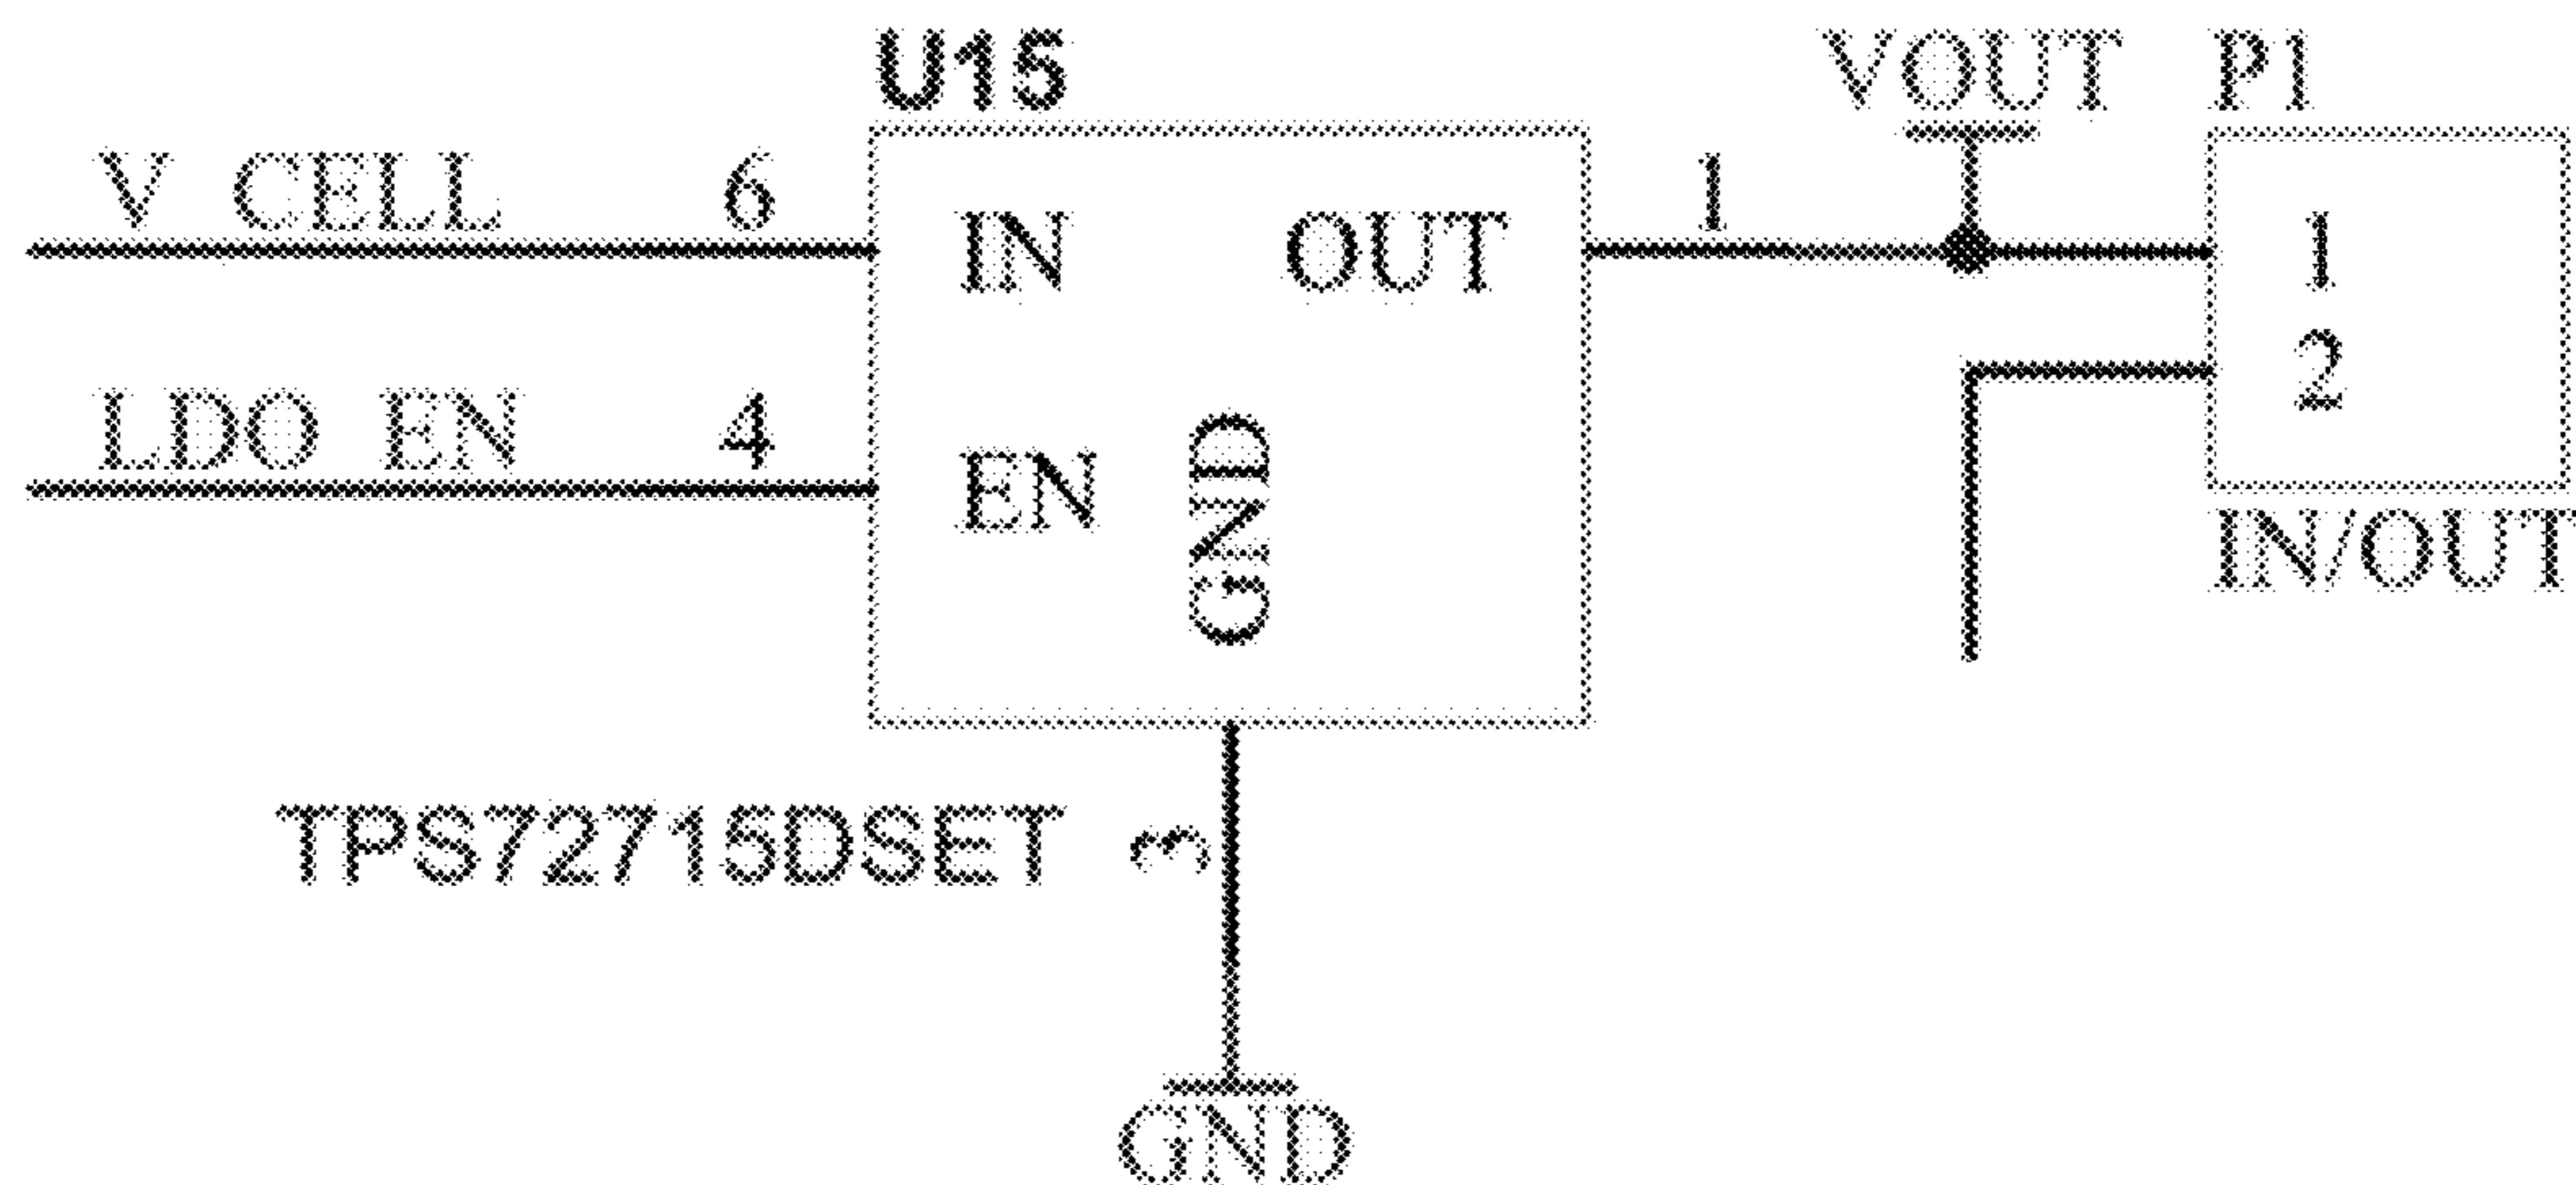 U15
VOUT P1
V CELL 6
IN OUT
1
1
LDO EN 4
EN
GND
2
IN/OUT
TPS72715DSET
3
GND